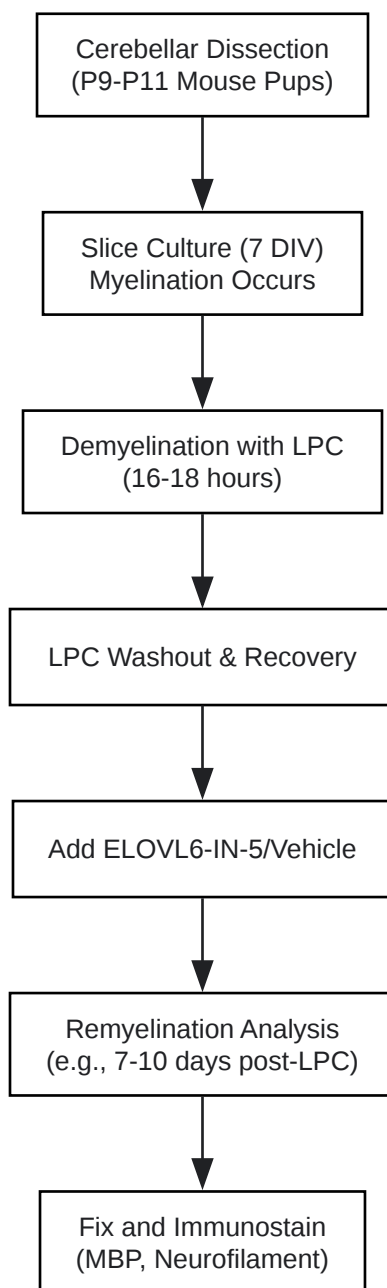 Cerebellar Dissection
(P9-P11 Mouse Pups)
Slice Culture (7 DIV)
Myelination Occurs
Demyelination with LPC
(16-18 hours)
LPC Washout & Recovery
Add ELOVL6-IN-5/Vehicle
Remyelination Analysis
(e.g., 7-10 days post-LPC)
Fix and Immunostain
(MBP, Neurofilament)